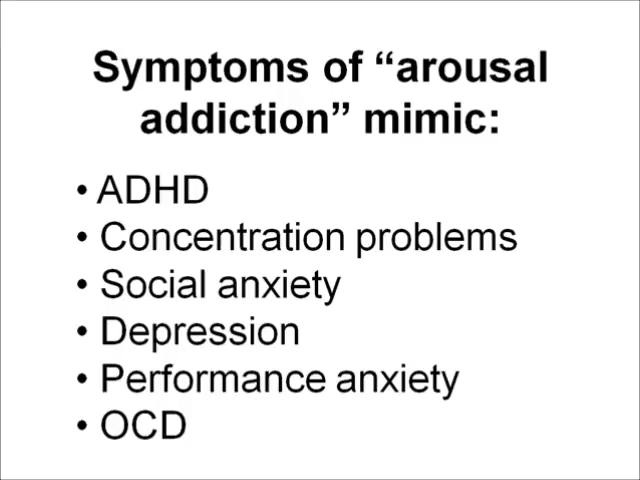 Symptoms of “arousal
addiction” mimic:
• ADHD
• Concentration problems
• Social anxiety
• Depression
• Performance anxiety
• OCD